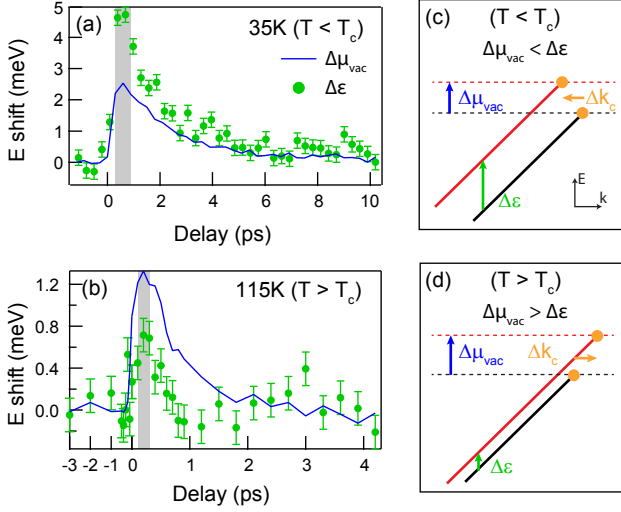 (a)
35K (T < Tc)
Δμvac
Δε
E shift (meV)
5
4
3
2
1
0
0
2
4
6
8
10
Delay (ps)
(b)
115K (T > Tc)
E shift (meV)
1.2
0.8
0.4
0.0
-3
-2
-1
0
1
2
3
4
Delay (ps)
(c)
(T < Tc)
Δμvac < Δε
Δμvac
Δkc
Δε
E
k
(d)
(T > Tc)
Δμvac > Δε
Δμvac
Δkc
Δε